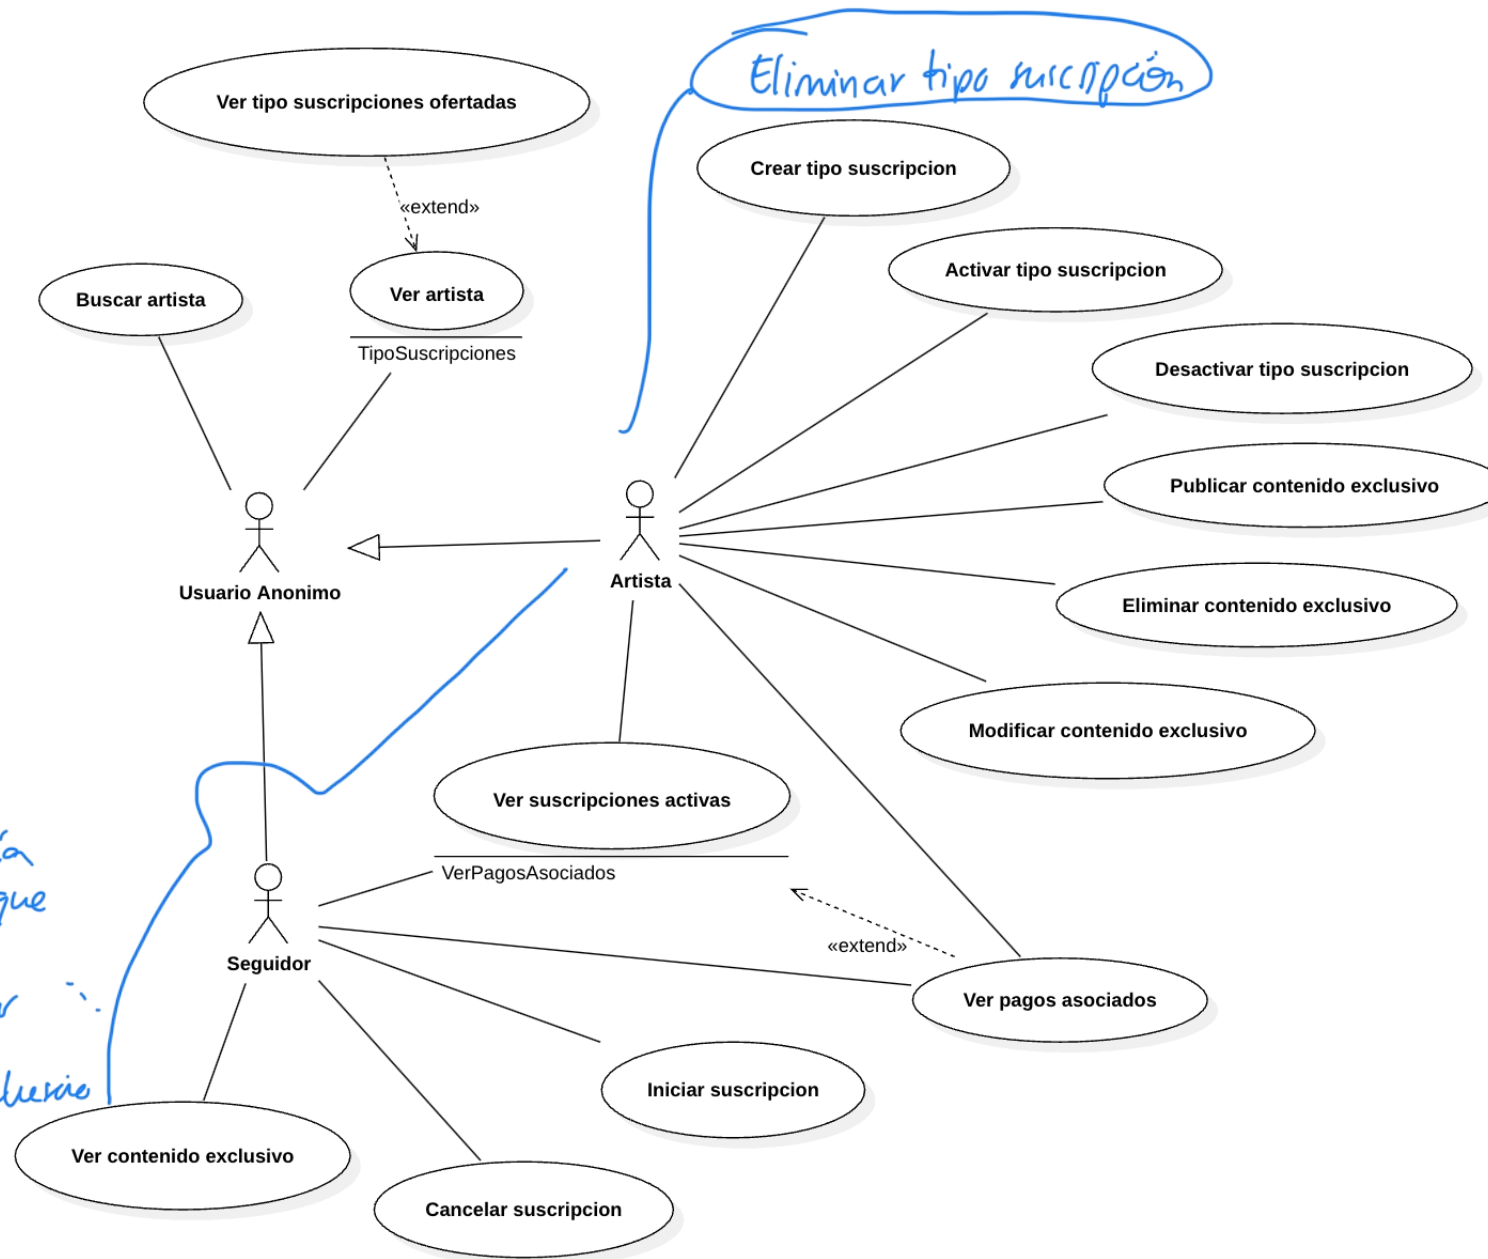 Eliminar tipo suscripción
Ver tipo suscripciones ofertadas
Crear tipo suscripcion
«extend»
Activar tipo suscripcion
Buscar artista
Ver artista
TipoSuscripciones
Desactivar tipo suscripcion
Publicar contenido exclusivo
Usuario Anonimo
Artista
Eliminar contenido exclusivo
Modificar contenido exclusivo
Ver suscripciones activas
VerPagosAsociados
que
«extend»
Seguidor
Ver pagos asociados
Iniciar suscripcion
Ver contenido exclusivo
Cancelar suscripcion